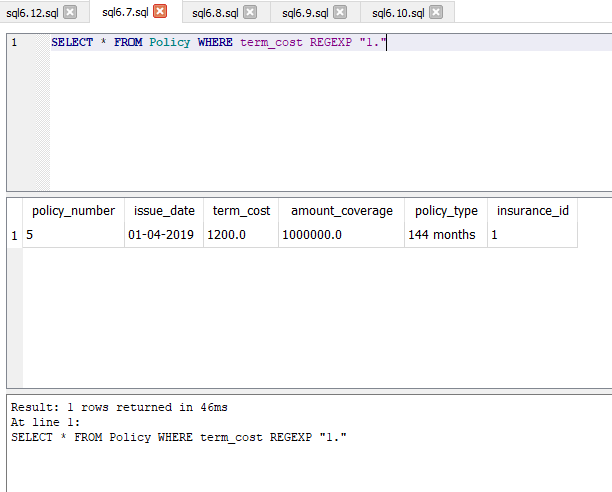 sql6.12.sql sql6.7.sql sql6.8.sql sql6.9.sql sql6.10.sql
1 SELECT * FROM Policy WHERE term_cost REGEXP "1."
policy_number issue_date term_cost amount_coverage policy_type insurance_id
1 5 01-04-2019 1200.0 1000000.0 144 months 1
Result: 1 rows returned in 46ms
At line 1:
SELECT * FROM Policy WHERE term_cost REGEXP "1."